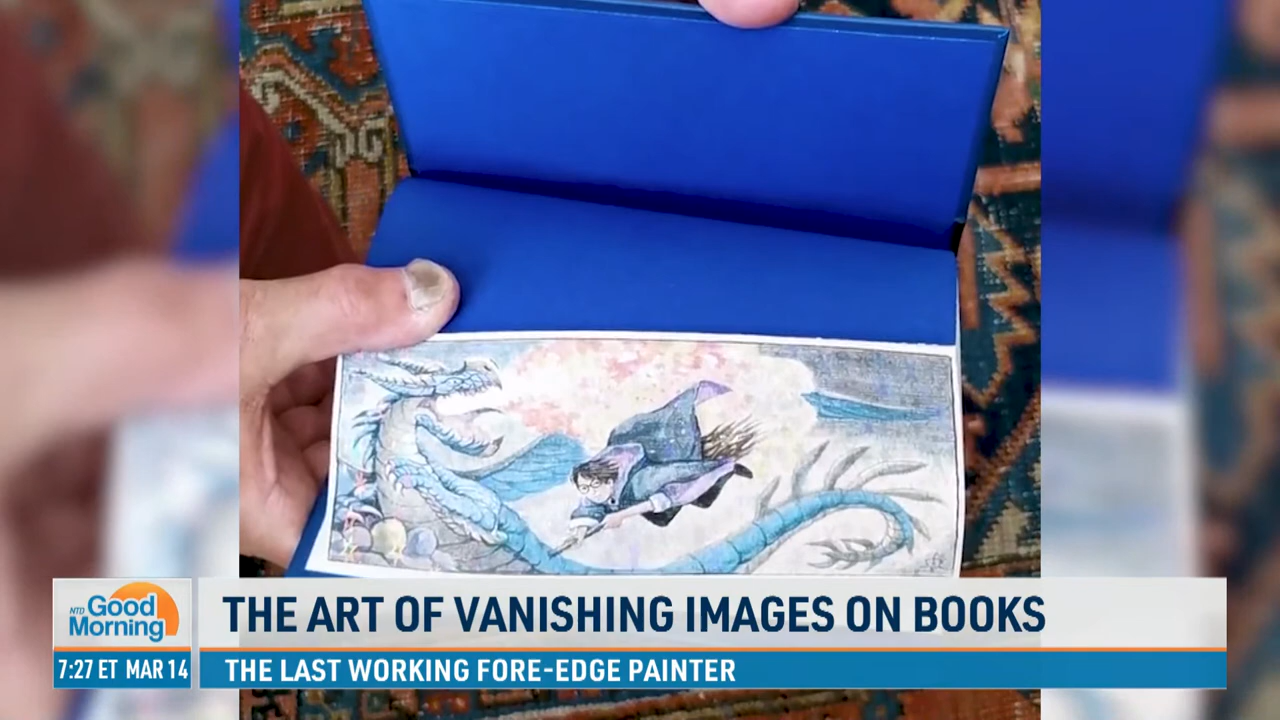 THE ART OF VANISHING IMAGES ON BOOKS
THE LAST WORKING FORE-EDGE PAINTER
NTD Good
Morning
7:27 ET MAR 14